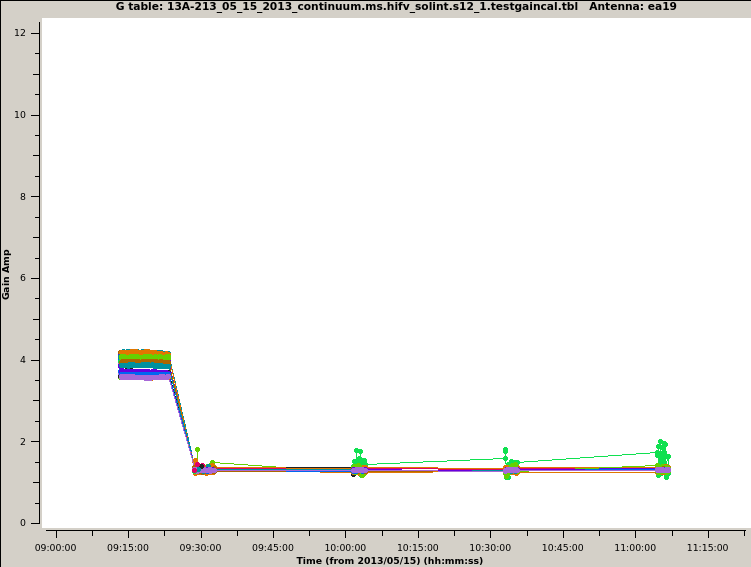 G table: 13A-213_05_15_2013_continuum.ms.hifv_solint.s12_1.testgaincal.tbl   Antenna: ea19
12
10
8
6
4
2
0
Gain Amp
09:00:00 09:15:00 09:30:00 09:45:00 10:00:00 10:15:00 10:30:00 10:45:00 11:00:00 11:15:00
Time (from 2013/05/15) (hh:mm:ss)